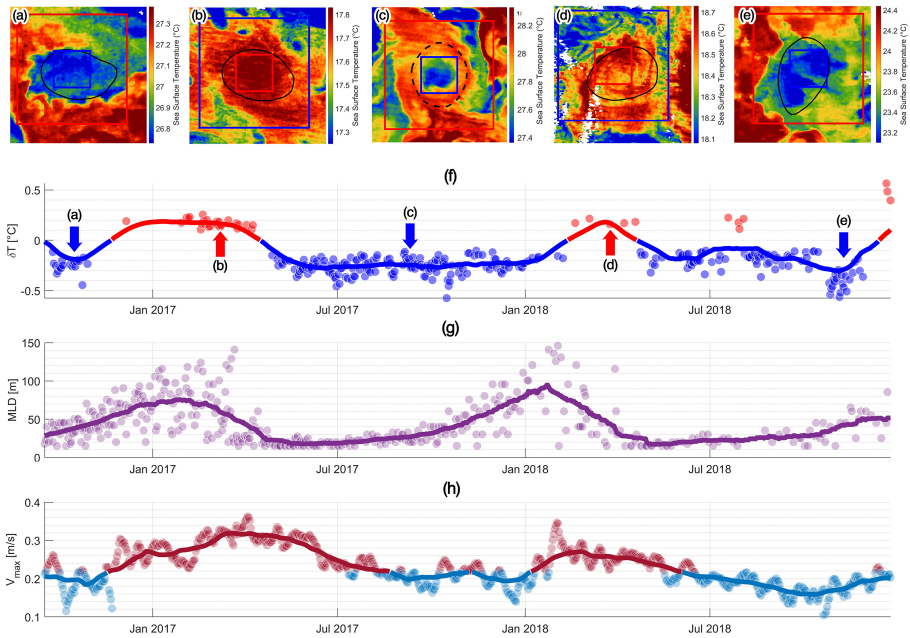 (a) (b) (c) (d) (e)
27.3
27.2
27.1
27
26.9
26.8
Sea Surface Temperature (°C)
17.8
17.7
17.6
17.5
17.4
17.3
Sea Surface Temperature (°C)
28
27.8
27.6
27.4
Sea Surface Temperature (°C)
18.7
18.6
18.5
18.4
18.3
18.2
18.1
Sea Surface Temperature (°C)
24.4
24.2
24
23.8
23.6
23.4
23.2
Sea Surface Temperature (°C)
(f)
δT [°C]
0.5
0
-0.5
(a)
(b)
(c)
(d)
(e)
Jan 2017 Jul 2017 Jan 2018 Jul 2018
(g)
MLD [m]
150
100
50
0
Jan 2017 Jul 2017 Jan 2018 Jul 2018
(h)
Vmax [m/s]
0.4
0.3
0.2
0.1
Jan 2017 Jul 2017 Jan 2018 Jul 2018